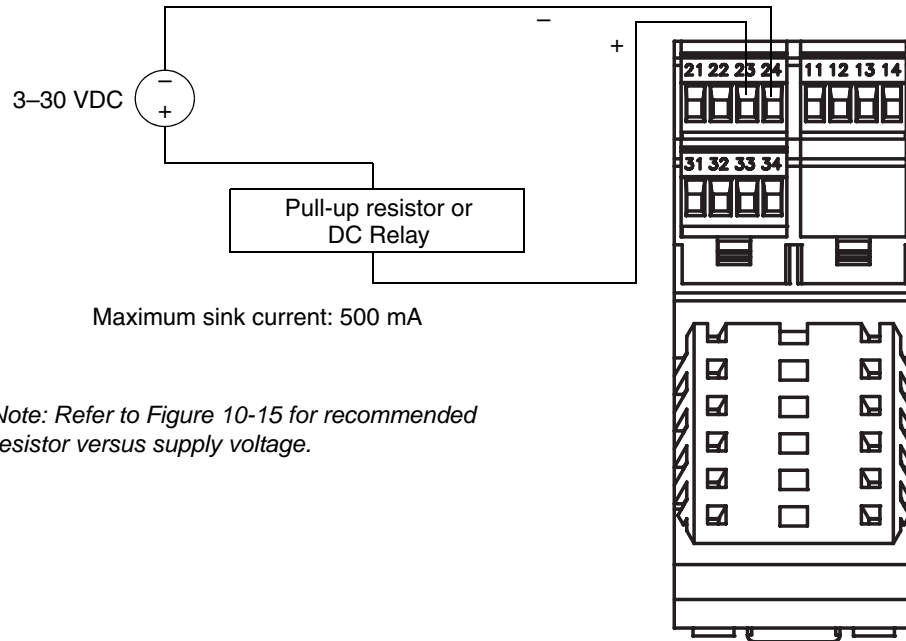 –
+
21 22 23 24 11 12 13 14
3–30 VDC
–
+
31 32 33 34
Pull-up resistor or
DC Relay
Maximum sink current: 500 mA
Note: Refer to Figure 10-15 for recommended
resistor versus supply voltage.